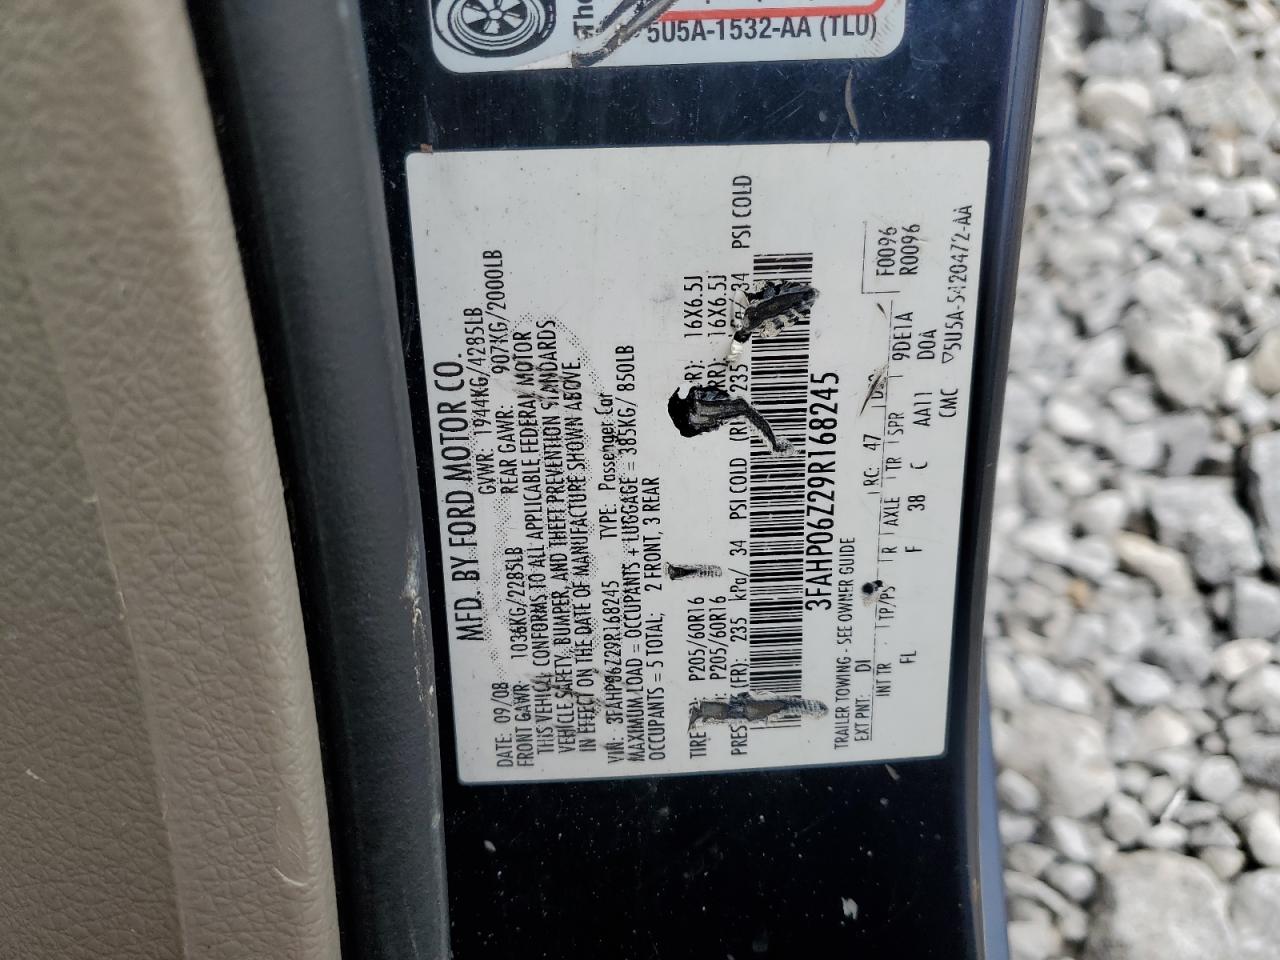 The
5U5A-1532-AA (TLU)
MFD. BY FORD MOTOR CO.
DATE: 09/08 GVWR: 1944KG/4285LB
FRONT GAWR: 1036KG/2285LB REAR GAWR: 907KG/2000LB
THIS VEHICLE CONFORMS TO ALL APPLICABLE FEDERAL MOTOR
VEHICLE SAFETY, BUMPER, AND THEFT PREVENTION STANDARDS
IN EFFECT ON THE DATE OF MANUFACTURE SHOWN ABOVE
VIN: 3FAHP06Z29R168245 TYPE: Passenger Car
MAXIMUM LOAD = OCCUPANTS + LUGGAGE = 385KG/ 850LB
OCCUPANTS = 5 TOTAL; 2 FRONT, 3 REAR
TIRE P205/60R16 16X6.5J
P205/60R16 16X6.5J
PRES (FR): 235 kPa/ 34 PSI COLD 235 34 PSI COLD
3FAHP06Z29R168245
TRAILER TOWING - SEE OWNER GUIDE
EXT PNT: DI RC: 47 F0096
R0096
INT TR TP/PS R AXLE TR SPR 9DE1A
FL F 38 C AA11 D0A
CMC ▽5U5A-5420472-AA